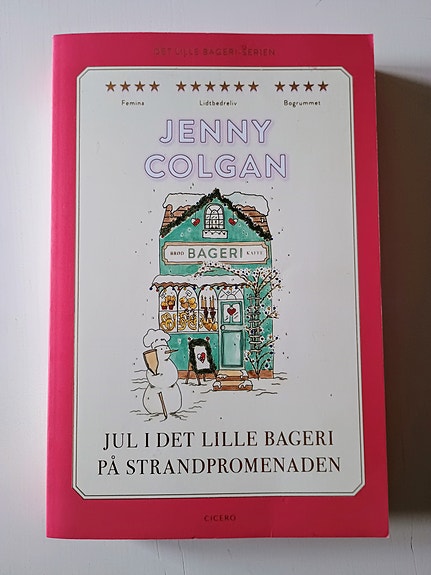 DET LILLE BAGERI-SERIEN
★★★★ ★★★★★★ ★★★★
Femina Lidtbedreliv Bogrummet
JENNY
COLGAN
BRØD BAGERI KAFFE
JUL I DET LILLE BAGERI
PÅ STRANDPROMENADEN
CICERO